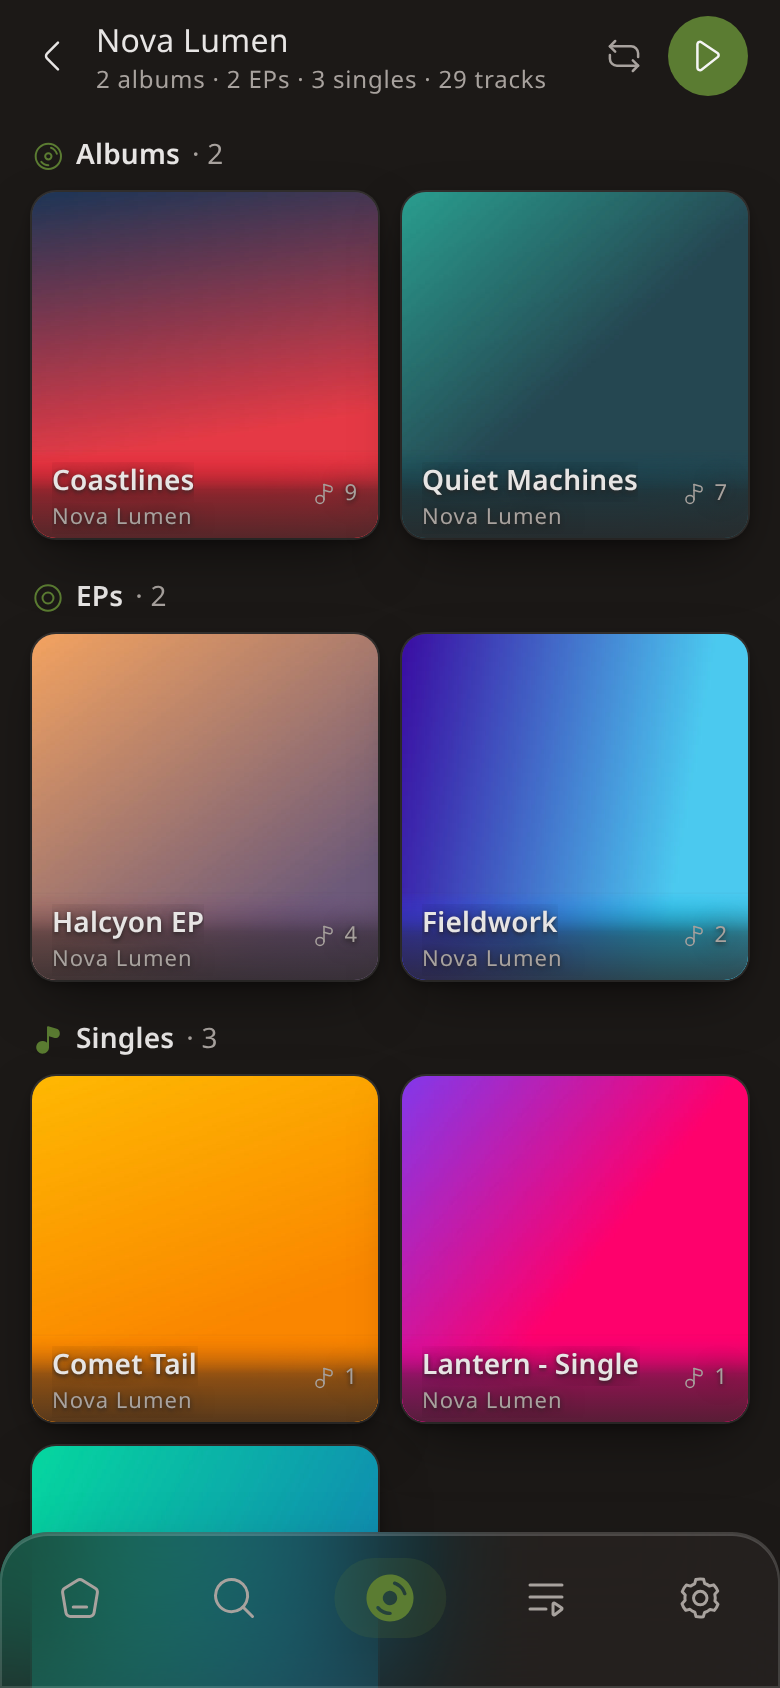 Nova Lumen
2 albums · 2 EPs · 3 singles · 29 tracks
Albums · 2
Coastlines
Nova Lumen
9
Quiet Machines
Nova Lumen
7
EPs · 2
Halcyon EP
Nova Lumen
4
Fieldwork
Nova Lumen
2
Singles · 3
Comet Tail
Nova Lumen
1
Lantern - Single
Nova Lumen
1